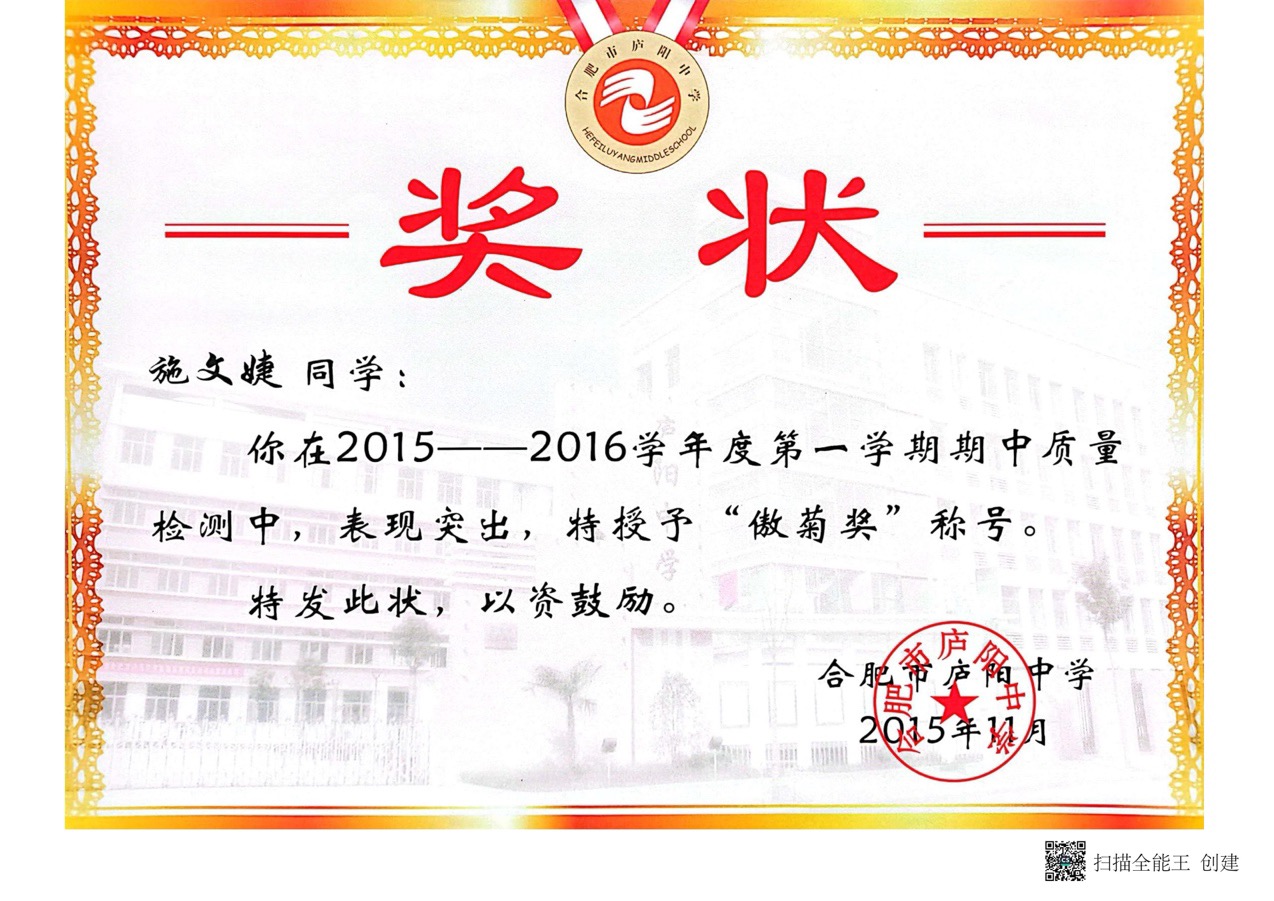 合肥市庐阳中学
HEFEILUYANGMIDDLESCHOOL
奖状
施文婕 同学：
你在2015——2016学年度第一学期期中质量
检测中，表现突出，特授予“傲菊奖”称号。
特发此状，以资鼓励。
庐阳中学
合肥市庐阳中学
2015年11月
合肥市庐阳中学
扫描全能王 创建